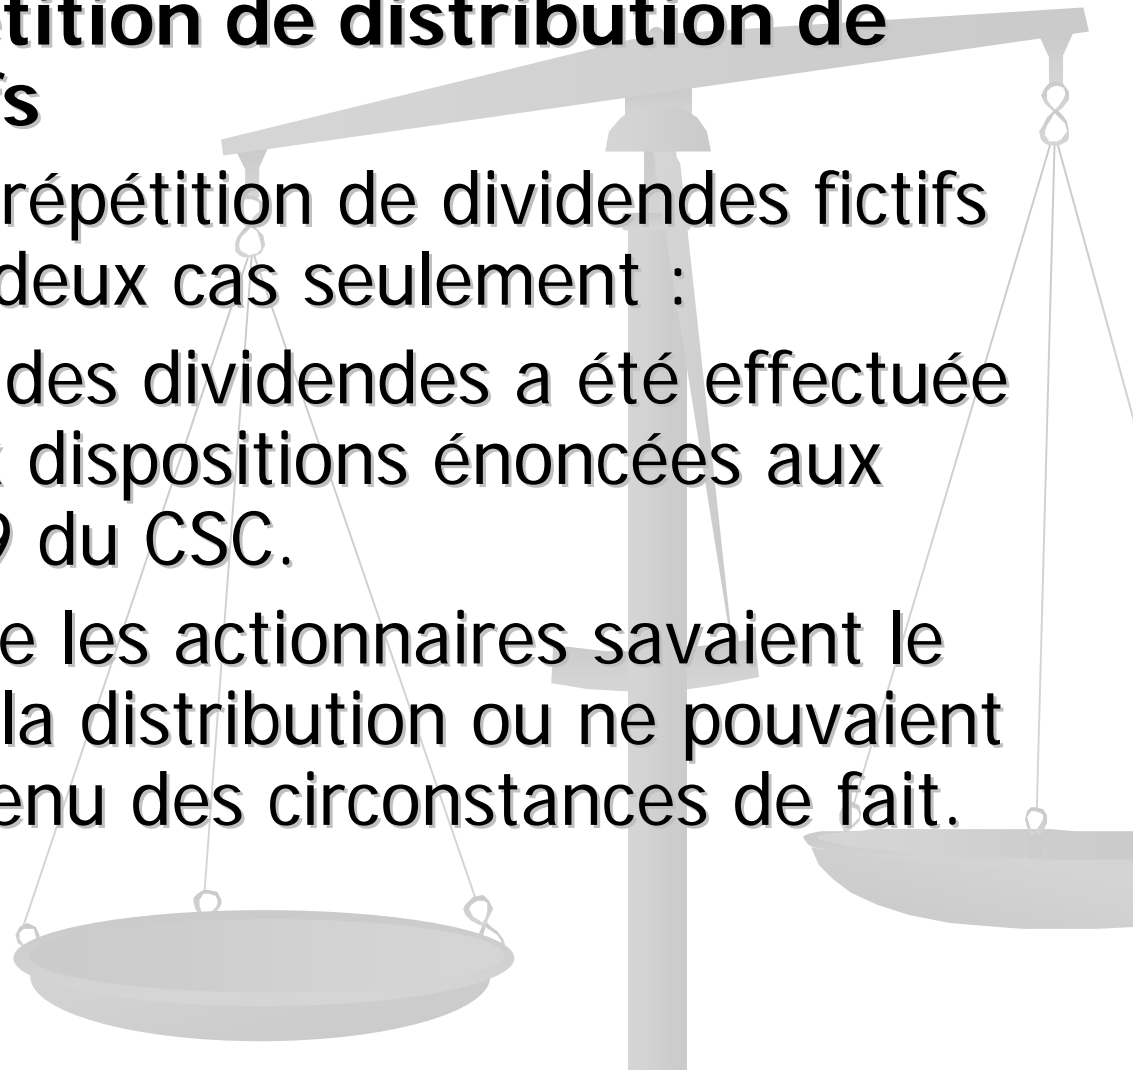 tition de distribution de
fs
répétition de dividendes fictifs
deux cas seulement :
des dividendes a été effectuée
dispositions énoncées aux
9 du CSC.
e les actionnaires savaient le
la distribution ou ne pouvaient
enu des circonstances de fait.